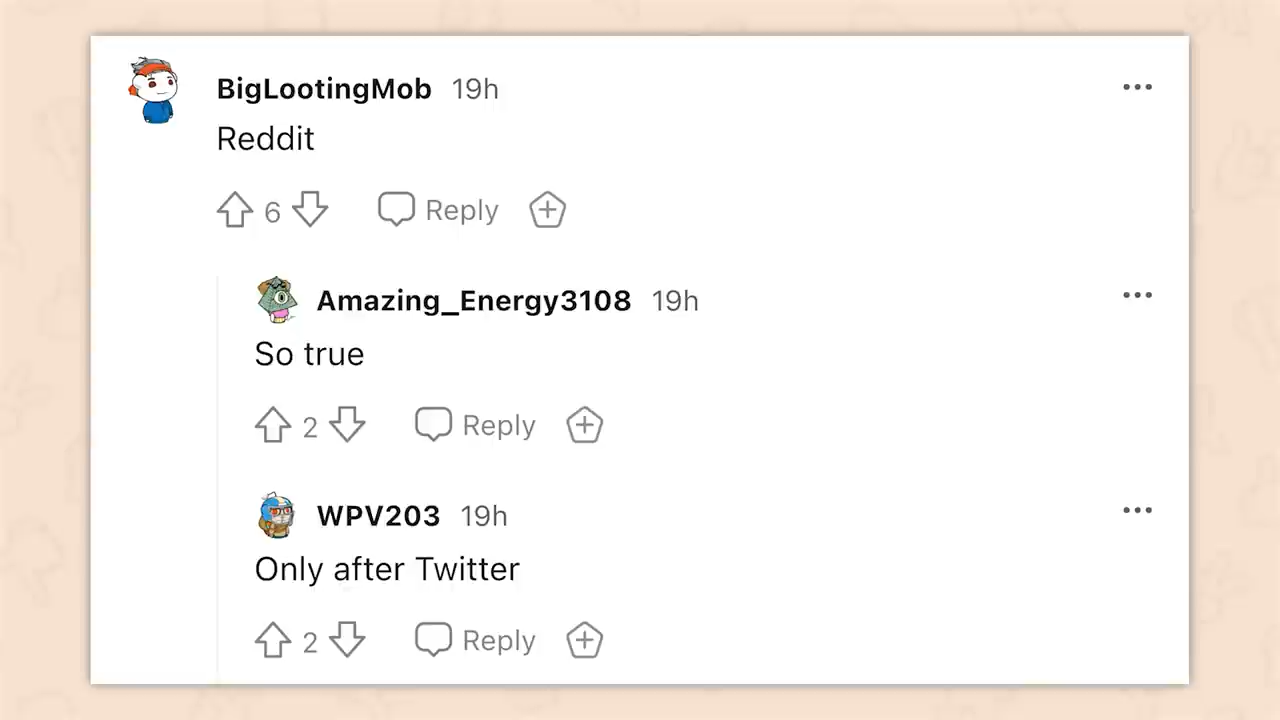 BigLootingMob 19h
Reddit
6 Reply
Amazing_Energy3108 19h
So true
2 Reply
WPV203 19h
Only after Twitter
2 Reply